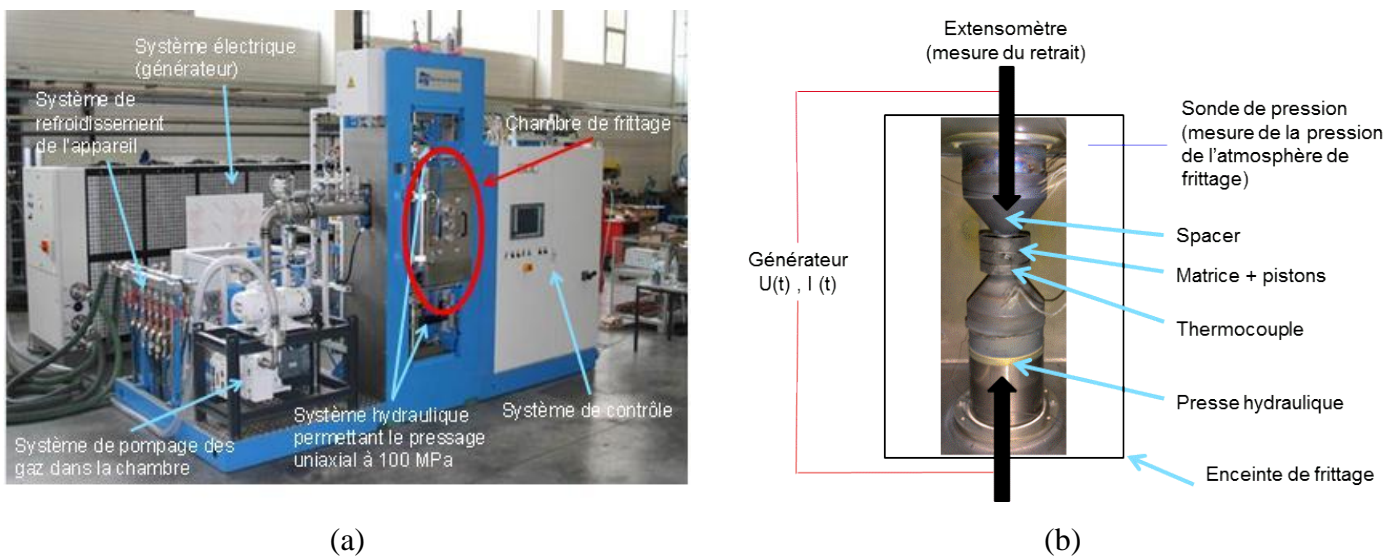 Système électrique
(générateur)
Système de
refroidissement
de l'appareil
Chambre de frittage
Système hydraulique
permettant le pressage
uniaxial à 100 MPa
Système de contrôle
Système de pompage des
gaz dans la chambre
(a)
Extensomètre
(mesure du retrait)
Sonde de pression
(mesure de la pression
de l'atmosphère de
frittage)
Spacer
Matrice + pistons
Générateur
U(t) , I (t)
Thermocouple
Presse hydraulique
Enceinte de frittage
(b)